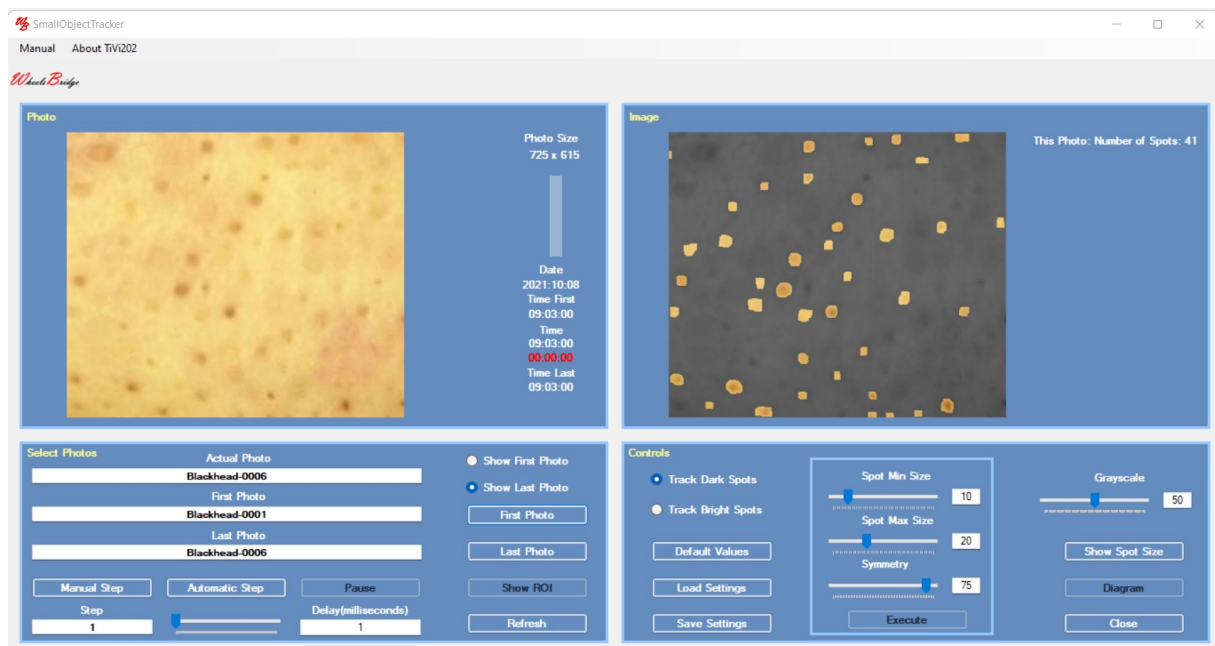 SmallObjectTracker
Manual About TiVi202
WheelsBridge
Photo
Photo Size
725 x 615
Date
2021:10:08
Time First
09:03:00
Time
09:03:00
00:00:00
Time Last
09:03:00
Image
This Photo: Number of Spots: 41
Select Photos
Actual Photo
Blackhead-0006
First Photo
Blackhead-0001
Last Photo
Blackhead-0006
Manual Step Automatic Step Pause
Step
1
Delay(milliseconds)
1
Show First Photo
Show Last Photo
First Photo
Last Photo
Show ROI
Refresh
Controls
Track Dark Spots
Track Bright Spots
Default Values
Load Settings
Save Settings
Spot Min Size
10
Spot Max Size
20
Symmetry
75
Execute
Grayscale
50
Show Spot Size
Diagram
Close